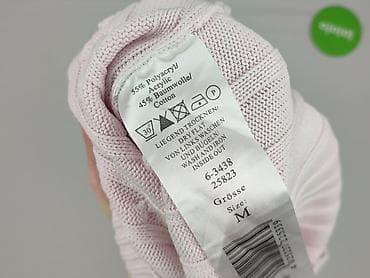 55% Polyacryl/
Acrylic
45% Baumwolle/
Cotton
30
P
LIEGEND TROCKNEN/
DRY FLAT
VON LINKS WASCHEN
UND BÜGELN/
WASH AND IRON
INSIDE OUT
6-3438
25823
Grösse
Size:
M